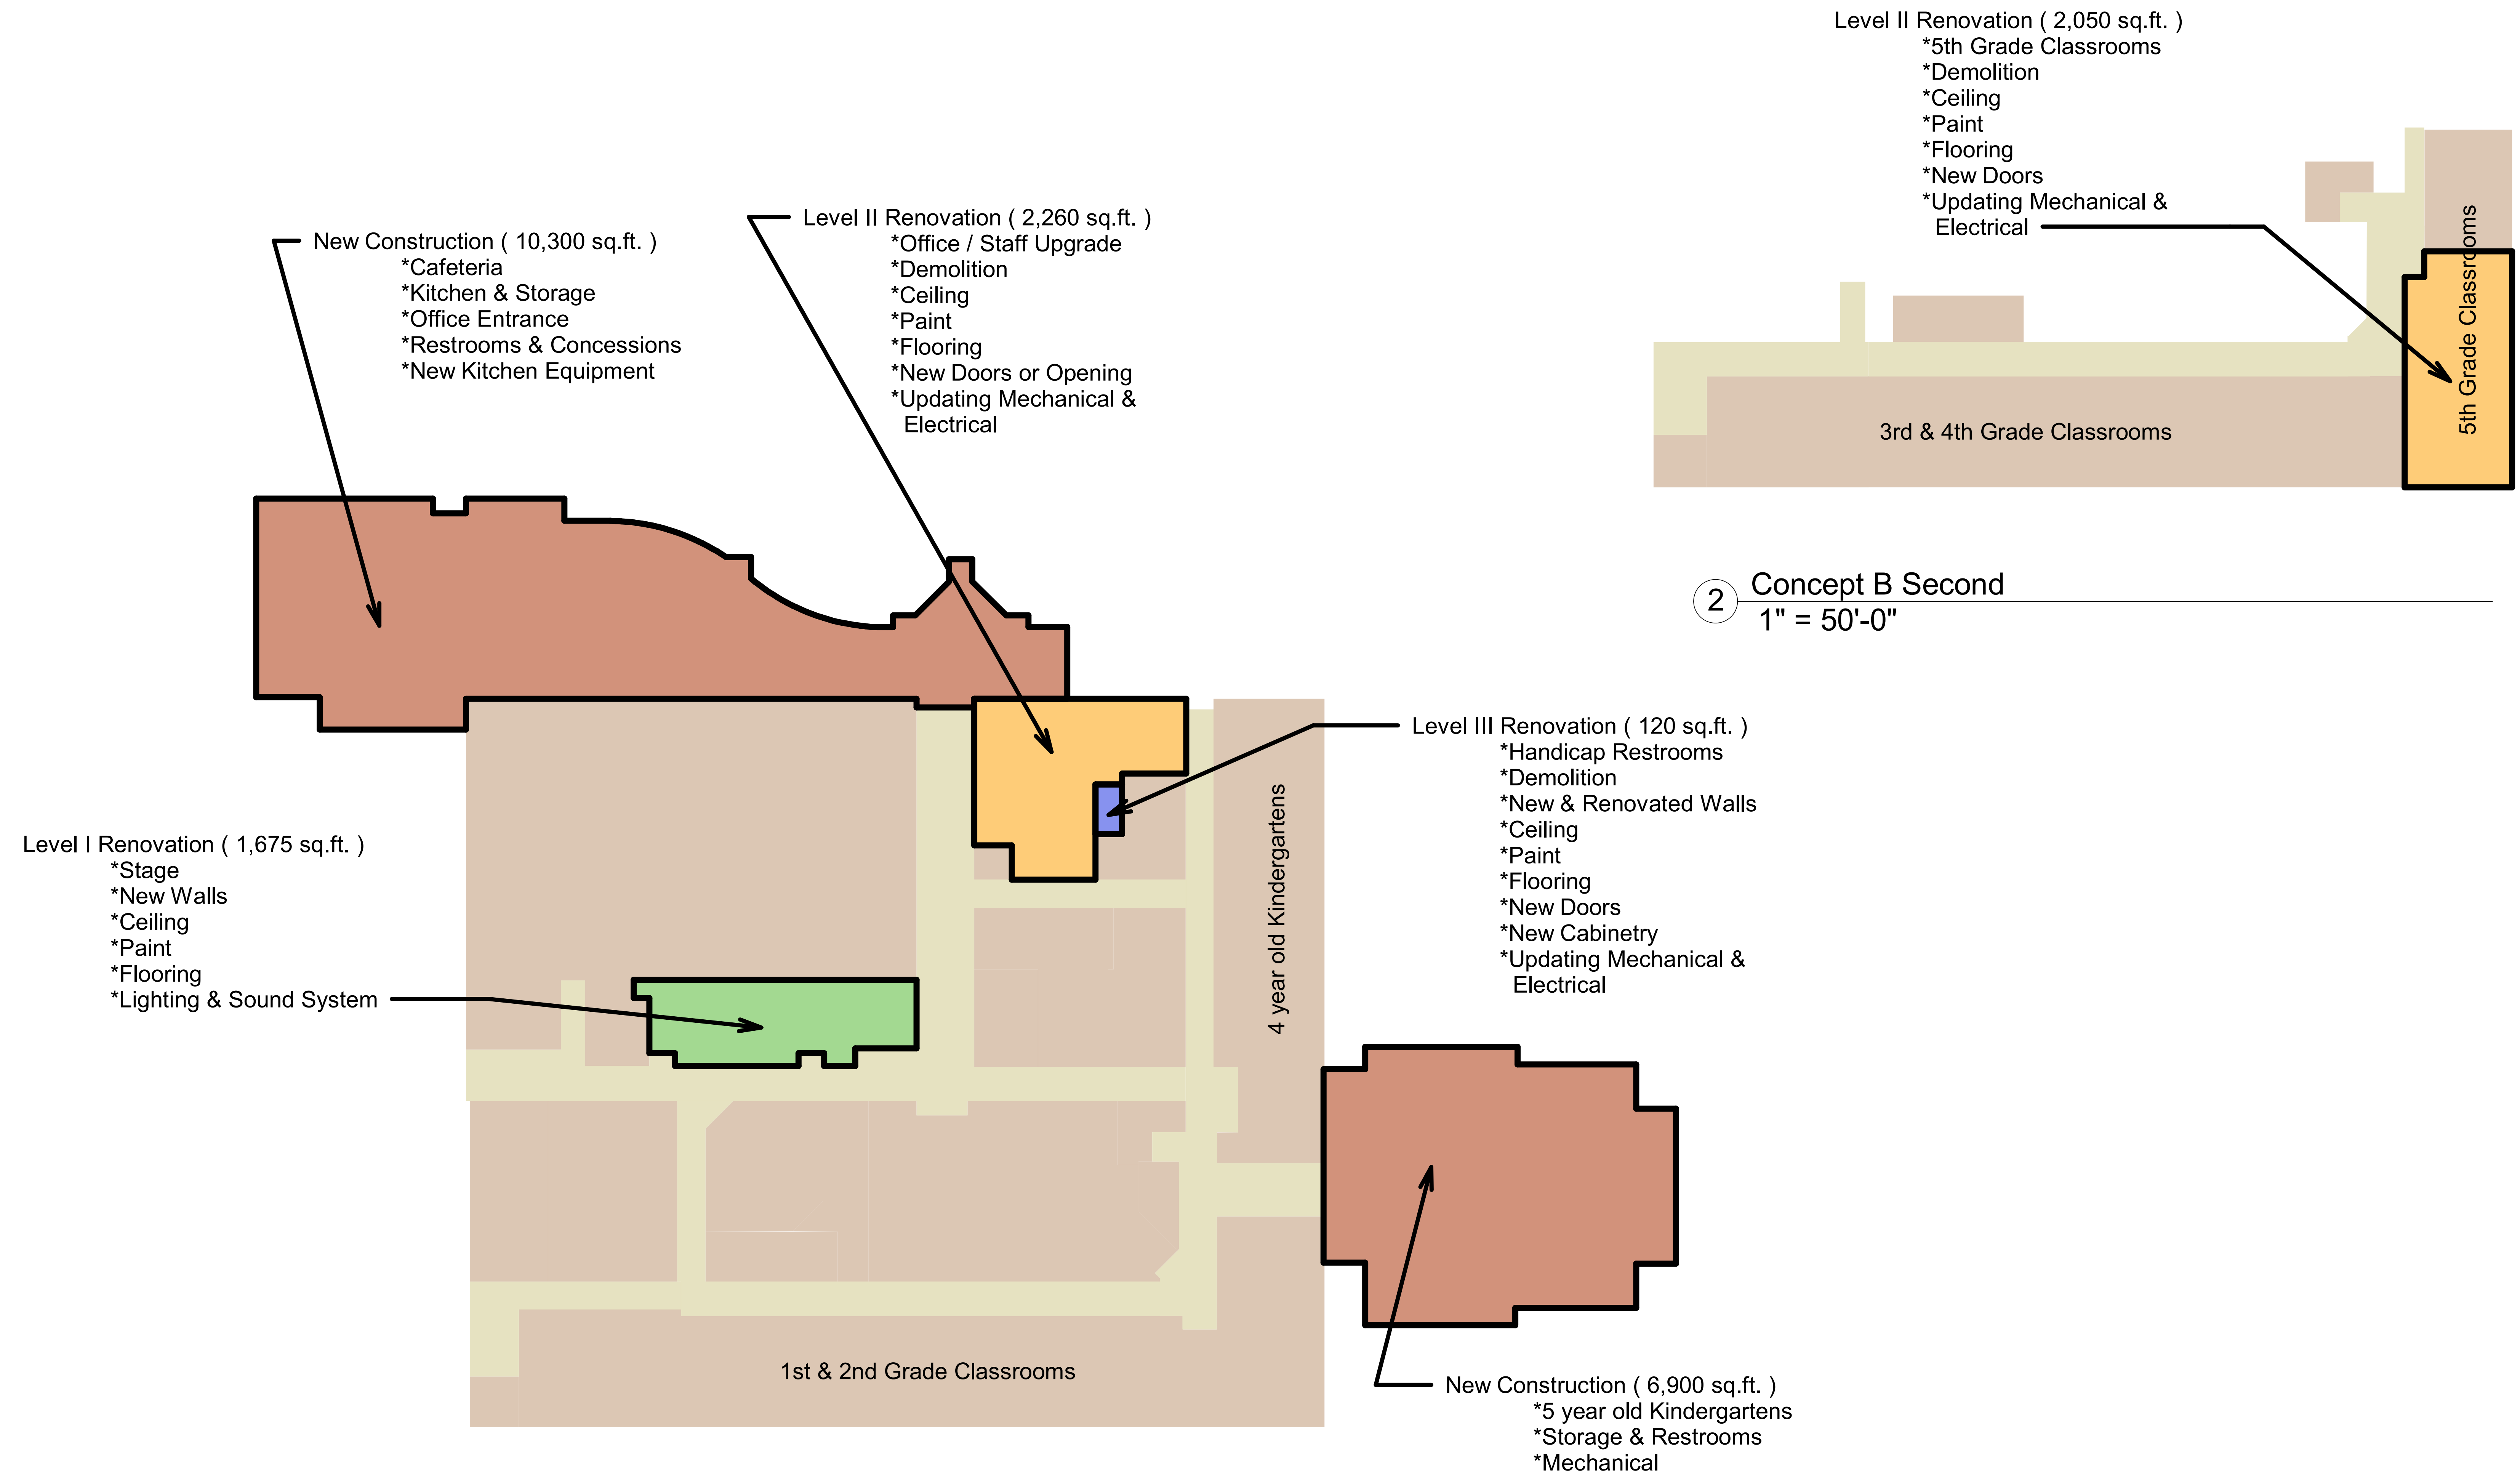 Level II Renovation ( 2,050 sq.ft. )
*5th Grade Classrooms
*Demolition
*Ceiling
*Paint
*Flooring
*New Doors
*Updating Mechanical &
Electrical
5th Grade Classrooms
3rd & 4th Grade Classrooms
2
Concept B Second
1" = 50'-0"
New Construction ( 10,300 sq.ft. )
*Cafeteria
*Kitchen & Storage
*Office Entrance
*Restrooms & Concessions
*New Kitchen Equipment
Level II Renovation ( 2,260 sq.ft. )
*Office / Staff Upgrade
*Demolition
*Ceiling
*Paint
*Flooring
*New Doors or Opening
*Updating Mechanical &
Electrical
Level III Renovation ( 120 sq.ft. )
*Handicap Restrooms
*Demolition
*New & Renovated Walls
*Ceiling
*Paint
*Flooring
*New Doors
*New Cabinetry
*Updating Mechanical &
Electrical
4 year old Kindergartens
Level I Renovation ( 1,675 sq.ft. )
*Stage
*New Walls
*Ceiling
*Paint
*Flooring
*Lighting & Sound System
1st & 2nd Grade Classrooms
New Construction ( 6,900 sq.ft. )
*5 year old Kindergartens
*Storage & Restrooms
*Mechanical